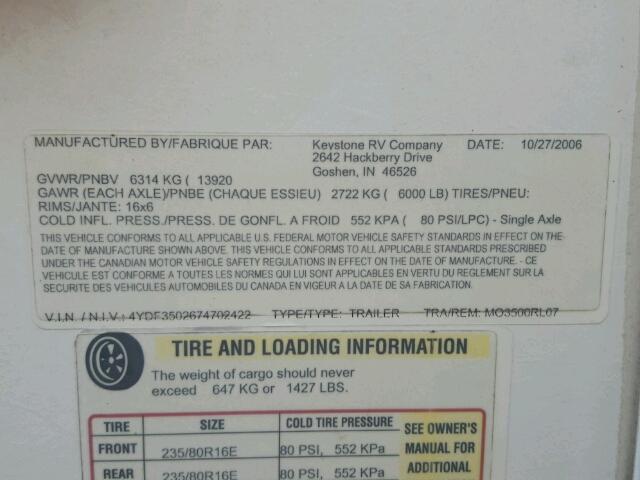 MANUFACTURED BY/FABRIQUE PAR: Keystone RV Company DATE: 10/27/2006
2642 Hackberry Drive
Goshen, IN 46526
GVWR/PNBV 6314 KG ( 13920
GAWR (EACH AXLE)/PNBE (CHAQUE ESSIEU) 2722 KG ( 6000 LB) TIRES/PNEU:
RIMS/JANTE: 16x6
COLD INFL. PRESS./PRESS. DE GONFL. A FROID 552 KPA ( 80 PSI/LPC) - Single Axle
THIS VEHICLE CONFORMS TO ALL APPLICABLE U.S. FEDERAL MOTOR VEHICLE SAFETY STANDARDS IN EFFECT ON THE
DATE OF MANUFACTURE SHOWN ABOVE. THIS VEHICLE CONFORMS TO ALL APPLICABLE STANDARDS PRESCRIBED
UNDER THE CANADIAN MOTOR VEHICLE SAFETY REGULATIONS IN EFFECT ON THE DATE OF MANUFACTURE. - CE
VEHICULE EST CONFORME A TOUTES LES NORMES QUI LUI SONT APPLICABLES EN VERTU DU REGLEMENT SUR LA
SECURITE DES VEHICULES AUTOMOBILES DU CANADA EN VIGEUR A LA DATE DE SA FABRICATION.
V.I.N. / N.I.V.: 4YDF3502674702422 TYPE/TYPE: TRAILER TRA/REM: MO3500RL07
TIRE AND LOADING INFORMATION
The weight of cargo should never
exceed 647 KG or 1427 LBS.
TIRE SIZE COLD TIRE PRESSURE SEE OWNER'S
FRONT 235/80R16E 80 PSI, 552 KPa MANUAL FOR
REAR 235/80R16E 80 PSI, 552 KPa ADDITIONAL